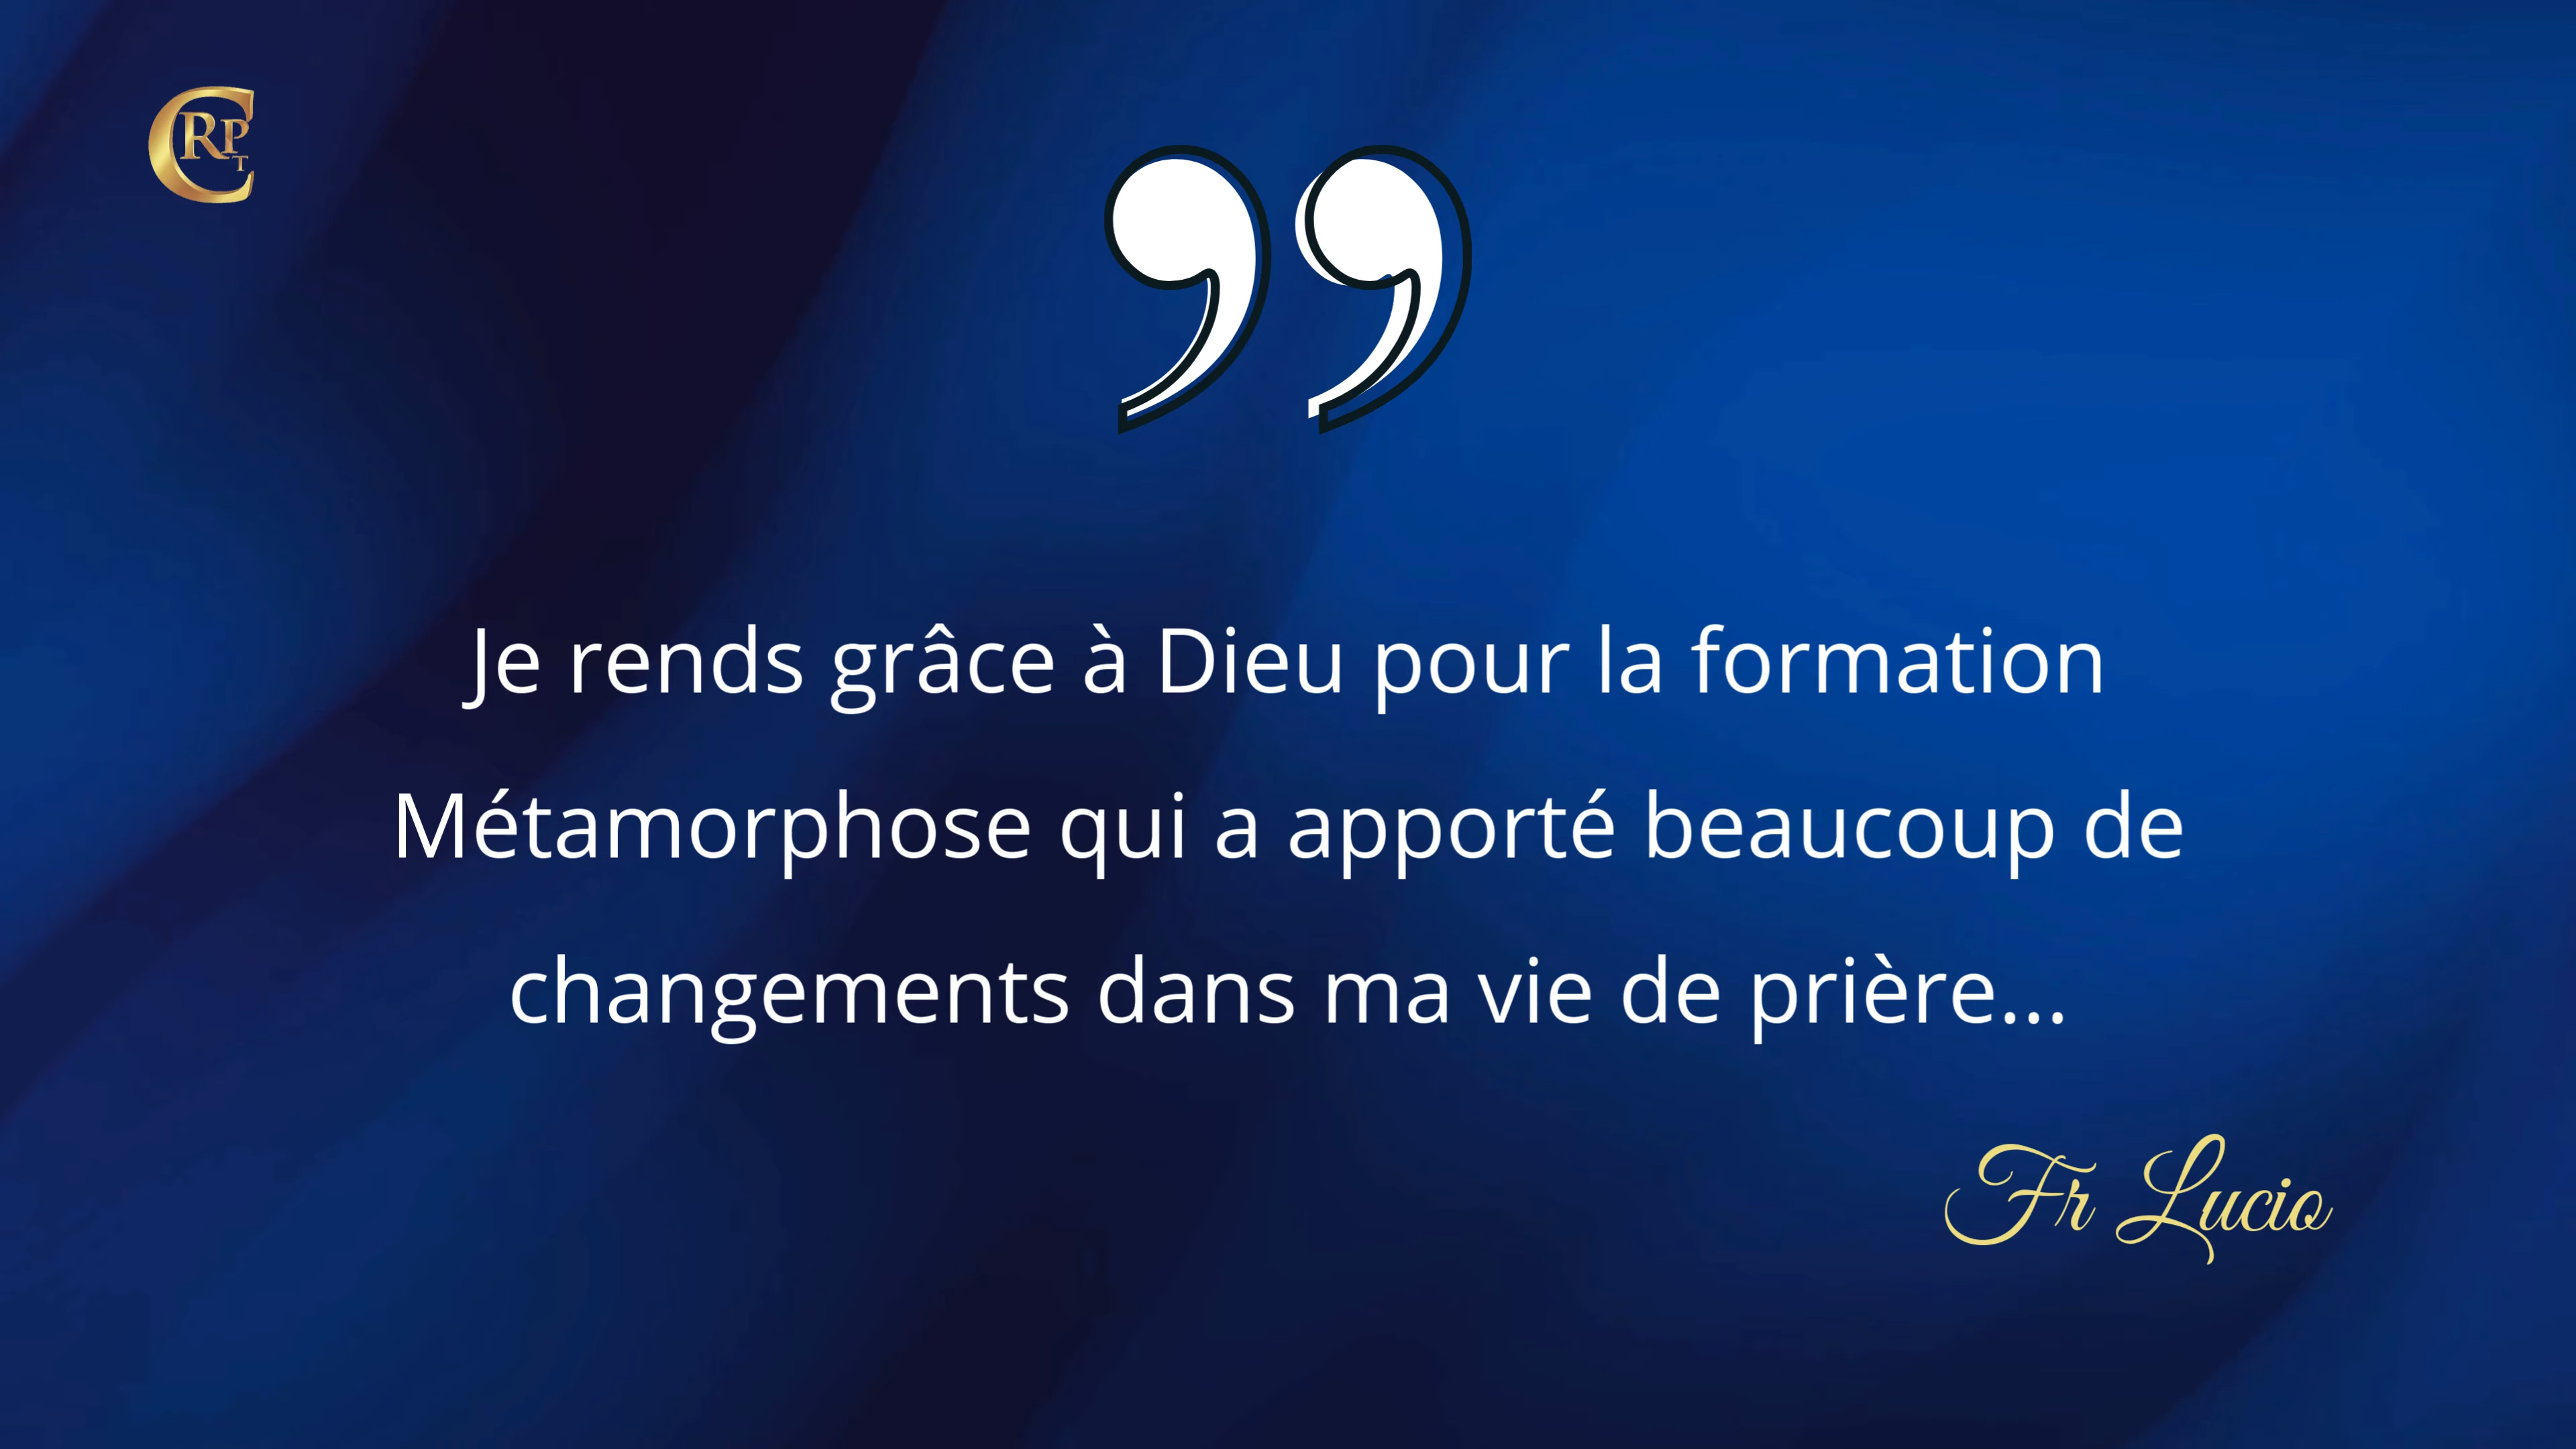 CRPT
”
Je rends grâce à Dieu pour la formation
Métamorphose qui a apporté beaucoup de
changements dans ma vie de prière...
Fr Lucio